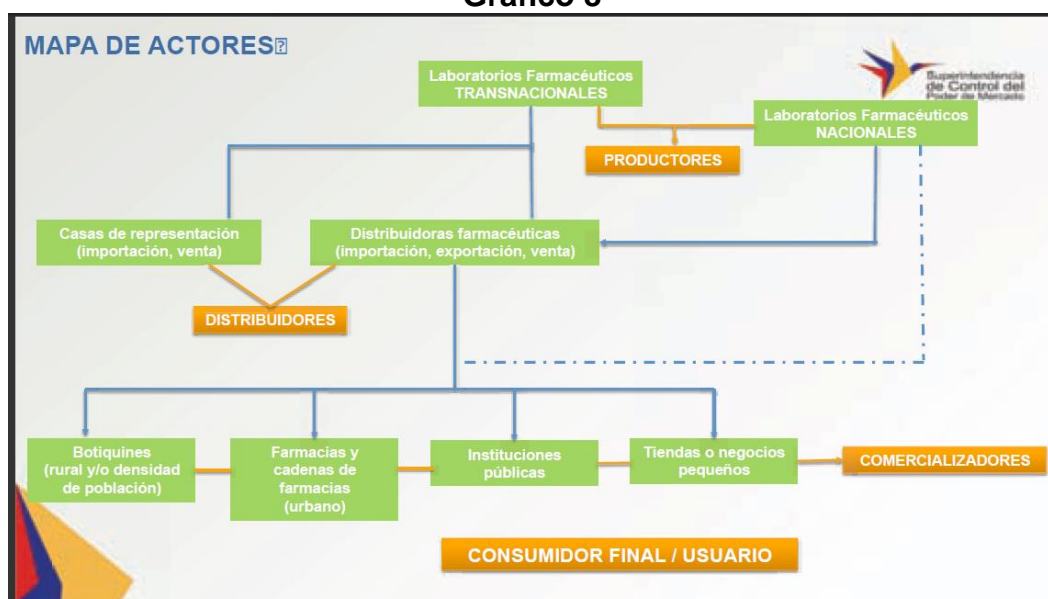 Gráfico 6
MAPA DE ACTORES
Laboratorios Farmacéuticos
TRANSNACIONALES
Superintendencia
de Control del
Poder de Mercado
Laboratorios Farmacéuticos
NACIONALES
PRODUCTORES
Casas de representación
(importación, venta)
Distribuidoras farmacéuticas
(importación, exportación, venta)
DISTRIBUIDORES
Botiquines
(rural y/o densidad
de población)
Farmacias y
cadenas de
farmacias
(urbano)
Instituciones
públicas
Tiendas o negocios
pequeños
COMERCIALIZADORES
CONSUMIDOR FINAL / USUARIO